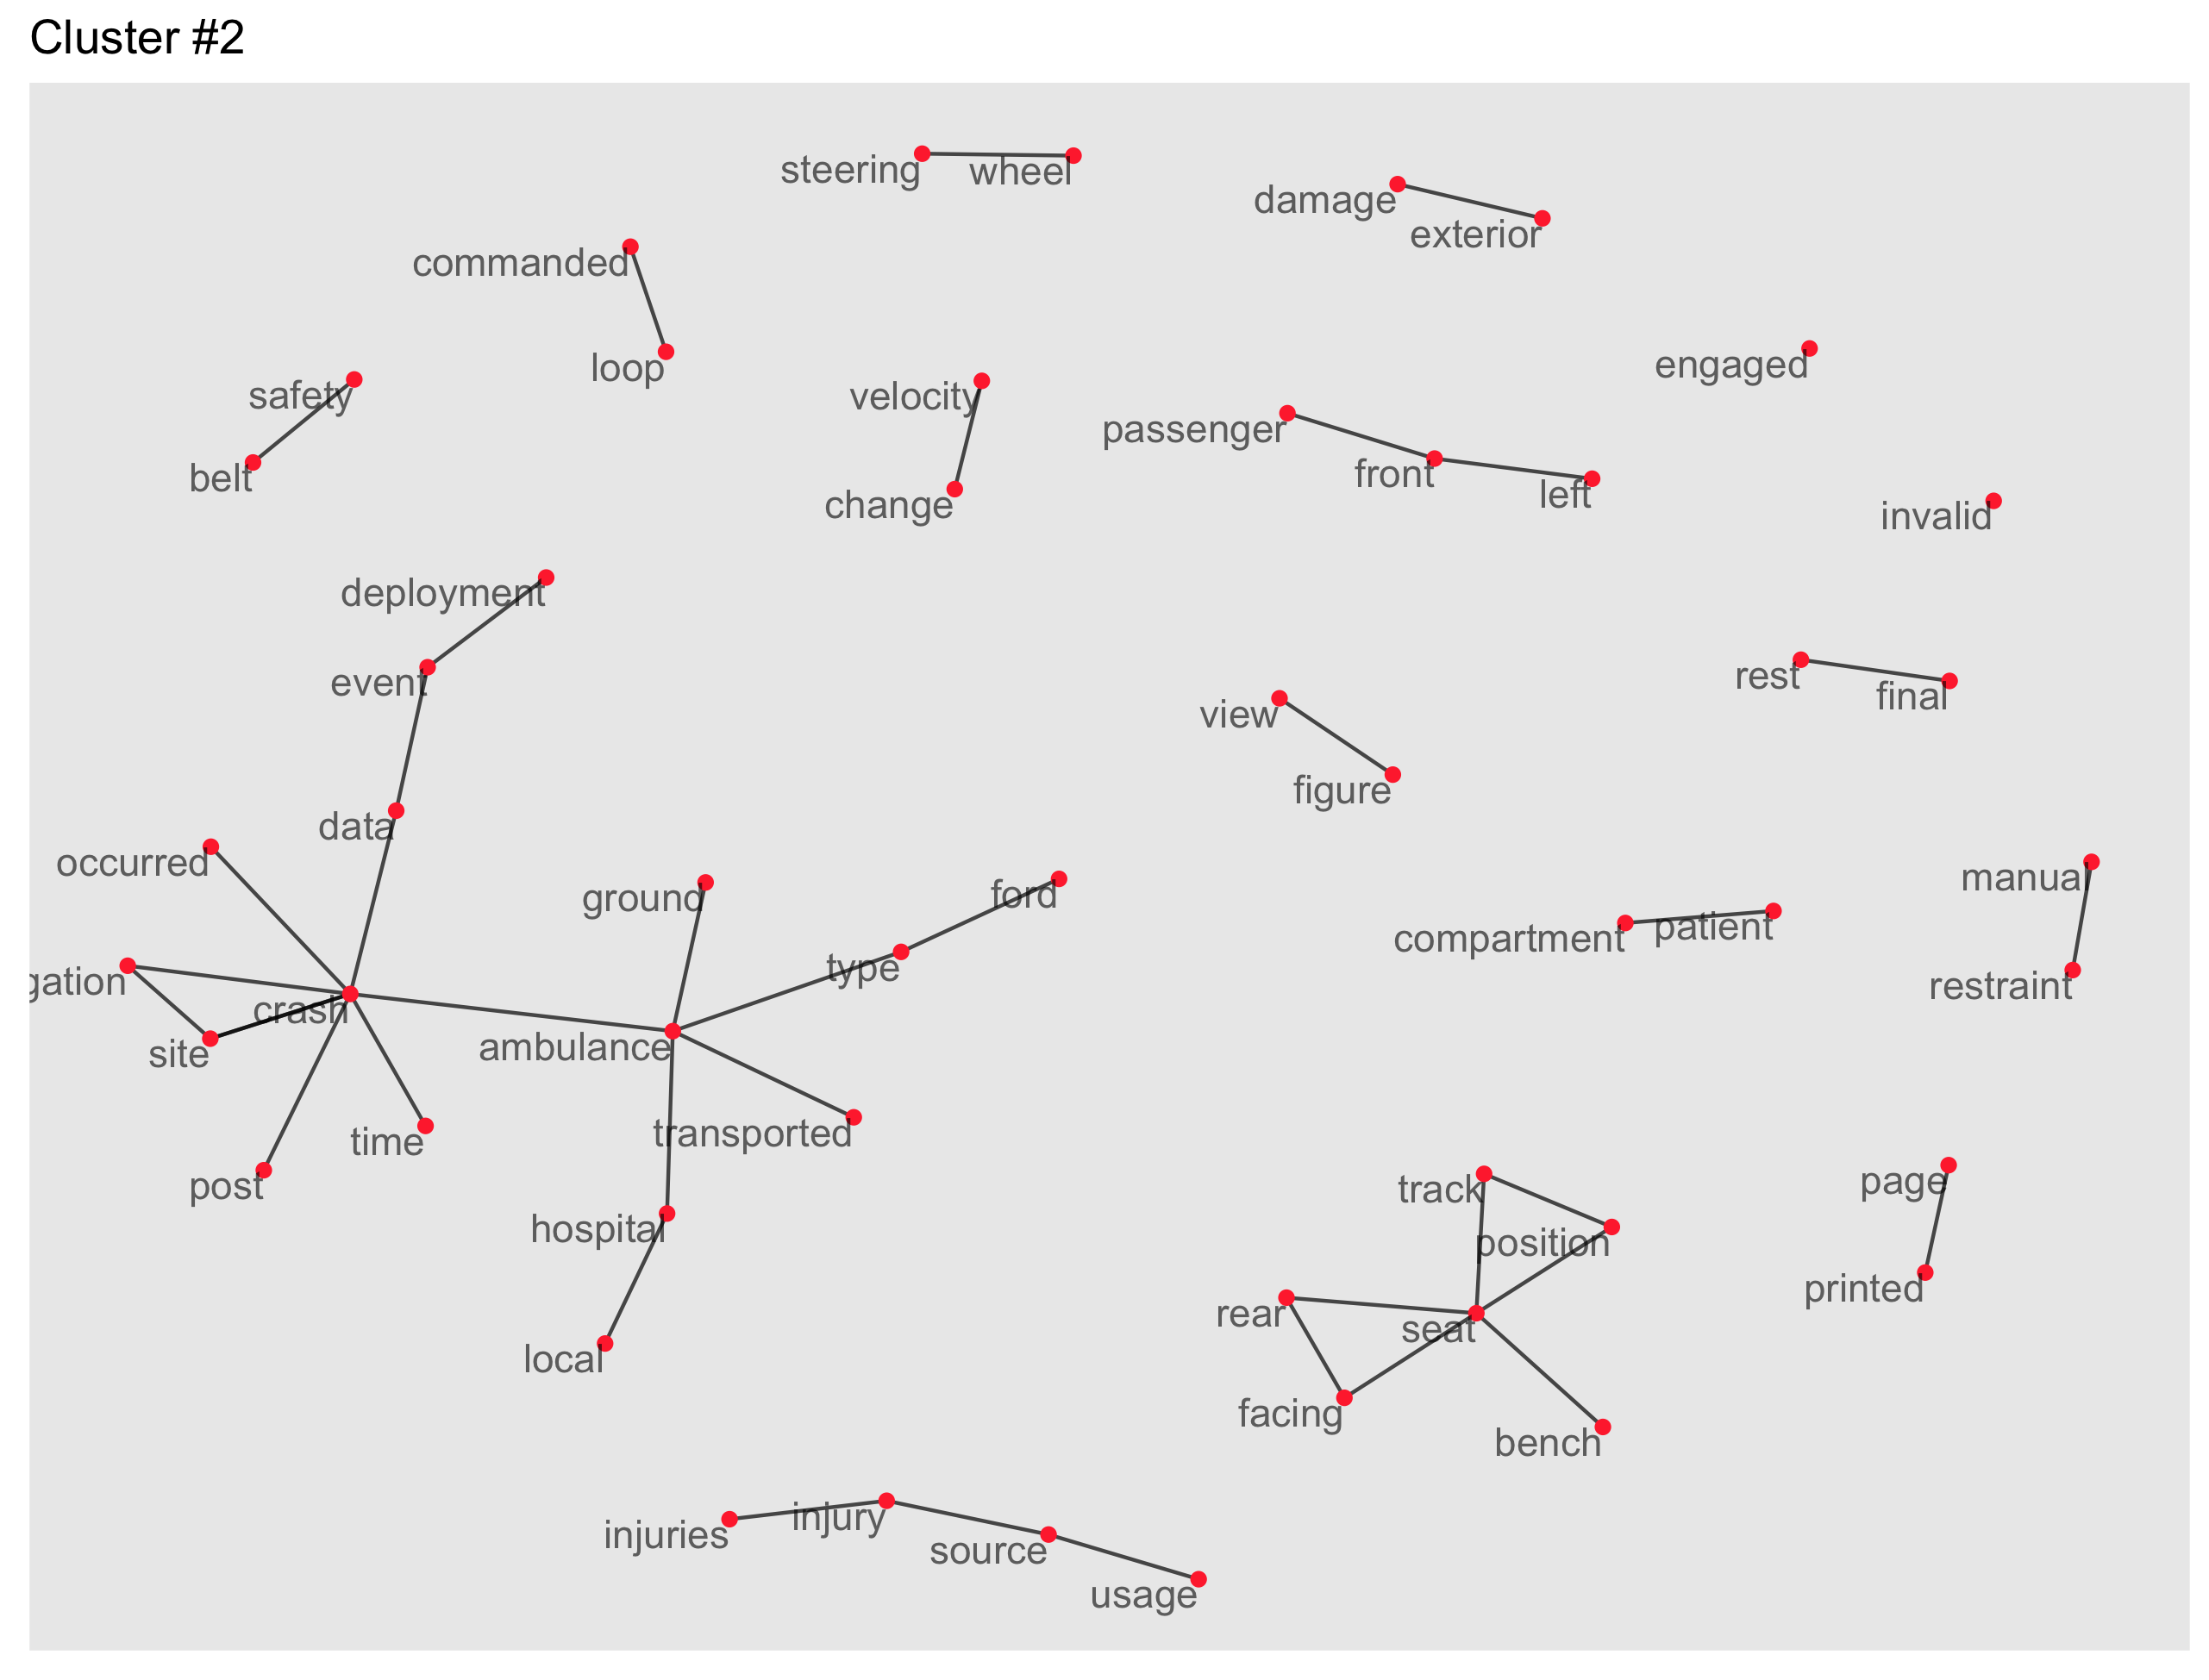 Cluster #2
steering
wheel
damage
exterior
commanded
loop
engaged
safety
velocity
passenger
front
belt
left
change
invalid
deployment
event
rest
final
view
figure
data
occurred
ground
ford
manual
patient
compartment
type
gation
restraint
crash
ambulance
site
transported
time
post
track
page
hospital
position
printed
rear
seat
local
facing
bench
injury
injuries
source
usage